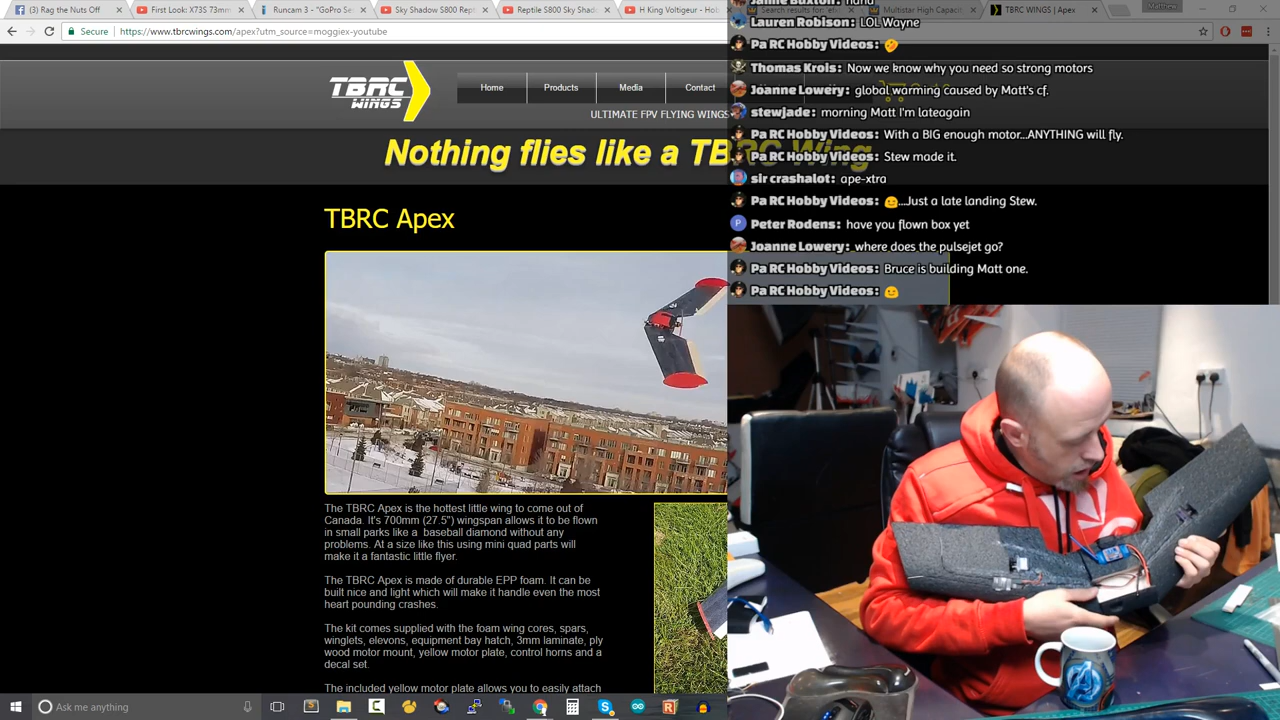 (3) Rag the Nuts Off
First Look: X73S 73mm
Runcam 3 - "GoPro Se
Sky Shadow S800 Rep
Reptile S800 Sky Shado
H King Voltigeur - How
Search results for: 
Multistar High Capacit
TBRC WINGS | Apex
Matthew
Secure
https://www.tbrcwings.com/apex?utm_source=moggiex-youtube
TBRC
WINGS
Home
Products
Media
Contact
ULTIMATE FPV FLYING WINGS
Nothing flies like a TBRC Wing
TBRC Apex
The TBRC Apex is the hottest little wing to come out of
Canada. It's 700mm (27.5") wingspan allows it to be flown
in small parks like a baseball diamond without any
problems. At a size like this using mini quad parts will
make it a fantastic little flyer.
The TBRC Apex is made of durable EPP foam. It can be
built nice and light which will make it handle even the most
heart pounding crashes.
The kit comes supplied with the foam wing cores, spars,
winglets, elevons, equipment bay hatch, 3mm laminate, ply
wood motor mount, yellow motor plate, control horns and a
decal set.
The included yellow motor plate allows you to easily attach
Lauren Robison: LOL Wayne
Pa RC Hobby Videos:
Thomas Krois: Now we know why you need so strong motors
Joanne Lowery: global warming caused by Matt's cf.
stewjade: morning Matt I'm lateagain
Pa RC Hobby Videos: With a BIG enough motor...ANYTHING will fly.
Pa RC Hobby Videos: Stew made it.
sir crashalot: ape-xtra
Pa RC Hobby Videos: ....Just a late landing Stew.
P
Peter Rodens: have you flown box yet
Joanne Lowery: where does the pulsejet go?
Pa RC Hobby Videos: Bruce is building Matt one.
Pa RC Hobby Videos:
Ask me anything